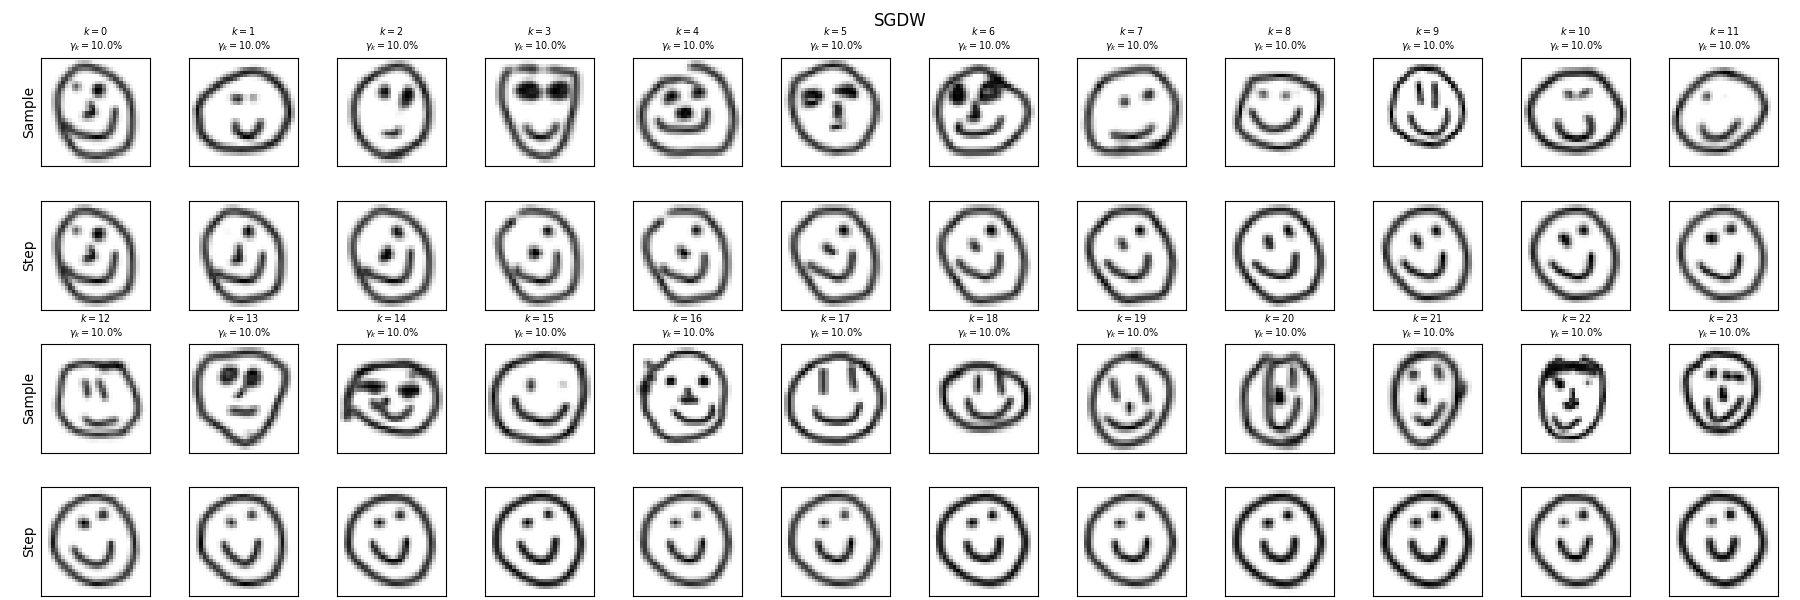 SGDW
k = 0 k = 1 k = 2 k = 3 k = 4 k = 5 k = 6 k = 7 k = 8 k = 9 k = 10 k = 11
γk = 10.0% γk = 10.0% γk = 10.0% γk = 10.0% γk = 10.0% γk = 10.0% γk = 10.0% γk = 10.0% γk = 10.0% γk = 10.0% γk = 10.0% γk = 10.0%
Sample
Step
k = 12 k = 13 k = 14 k = 15 k = 16 k = 17 k = 18 k = 19 k = 20 k = 21 k = 22 k = 23
γk = 10.0% γk = 10.0% γk = 10.0% γk = 10.0% γk = 10.0% γk = 10.0% γk = 10.0% γk = 10.0% γk = 10.0% γk = 10.0% γk = 10.0% γk = 10.0%
Sample
Step